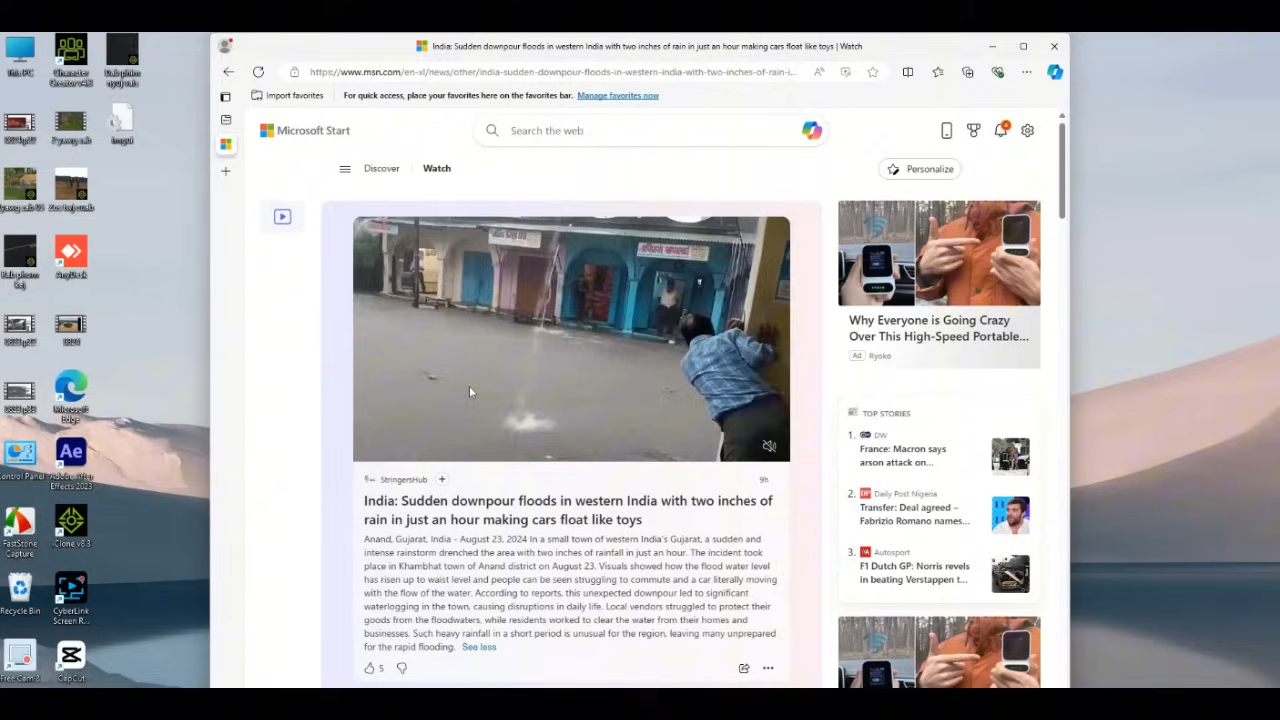 India: Sudden downpour floods in western India with two inches of rain in just an hour making cars float like toys | Watch
https://www.msn.com/en-xl/news/other/india-sudden-downpour-floods-in-western-india-with-two-inches-of-rain-i...
Import favorites
For quick access, place your favorites here on the favorites bar. Manage favorites now
Microsoft Start
Search the web
4
Discover
Watch
Personalize
StringersHub
9h
India: Sudden downpour floods in western India with two inches of
rain in just an hour making cars float like toys
Anand, Gujarat, India - August 23, 2024 In a small town of western India's Gujarat, a sudden and
intense rainstorm drenched the area with two inches of rainfall in just an hour. The incident took
place in Khambhat town of Anand district on August 23. Visuals showed how the flood water level
has risen up to waist level and people can be seen struggling to commute and a car literally moving
with the flow of the water. According to reports, this unexpected downpour led to significant
waterlogging in the town, causing disruptions in daily life. Local vendors struggled to protect their
goods from the floodwaters, while residents worked to clear the water from their homes and
businesses. Such heavy rainfall in a short period is unusual for the region, leaving many unprepared
for the rapid flooding. See less
5
Why Everyone is Going Crazy
Over This High-Speed Portable...
Ad Ryoko
TOP STORIES
1. DW
France: Macron says
arson attack on...
2. DP Daily Post Nigeria
Transfer: Deal agreed –
Fabrizio Romano names...
3. Autosport
F1 Dutch GP: Norris revels
in beating Verstappen t...
This PC
Character
Creator v4.3
AnyDesk
Microsoft
Edge
Control Panel
Ae
Adobe After
Effects 2023
FastStone
Capture
iClone v8.3
Recycle Bin
CyberLink
Screen R...
Free Cam 8
CapCut